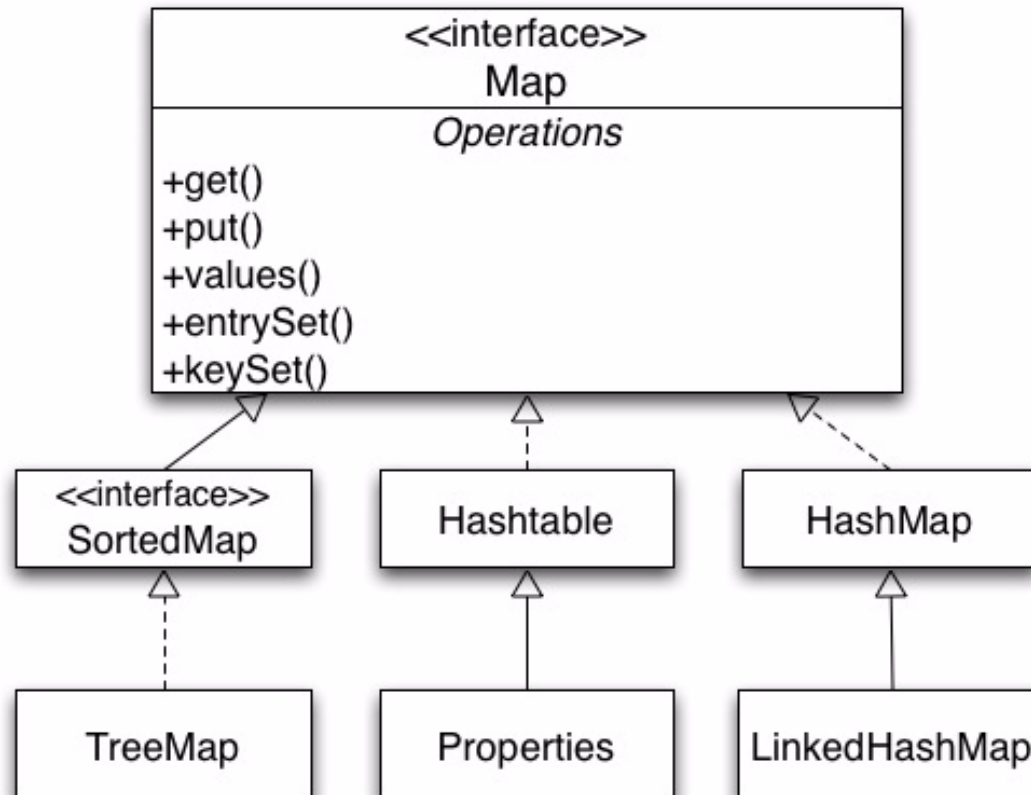 <<interface>>
Map
Operations
+get()
+put()
+values()
+entrySet()
+keySet()
<<interface>>
SortedMap
Hashtable
HashMap
TreeMap
Properties
LinkedHashMap